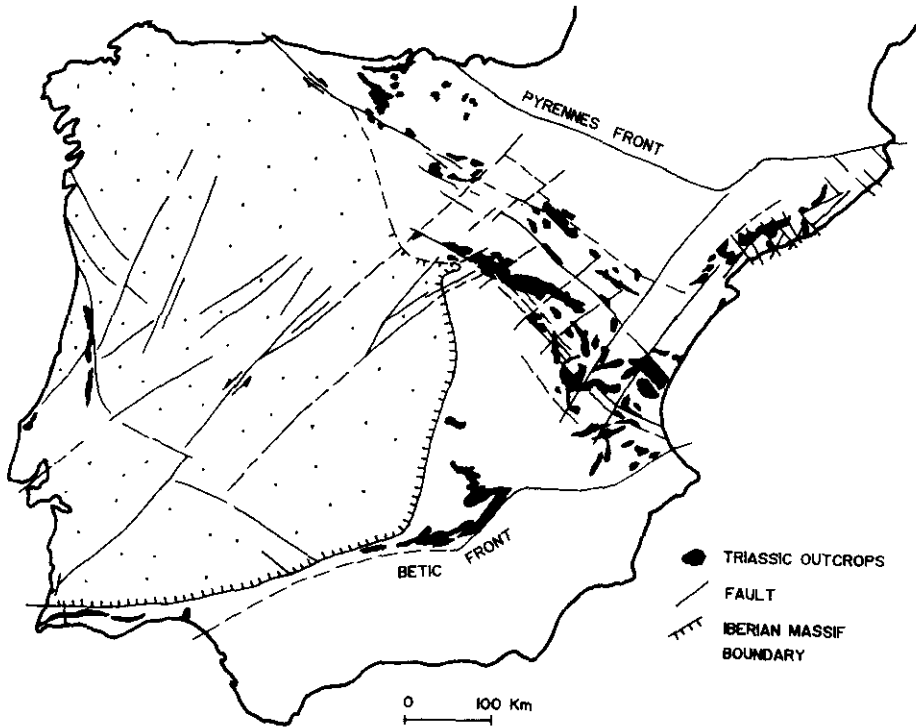 PYRENNES FRONT
BETIC FRONT
TRIASSIC OUTCROPS
FAULT
IBERIAN MASSIF
BOUNDARY
0 100 Km